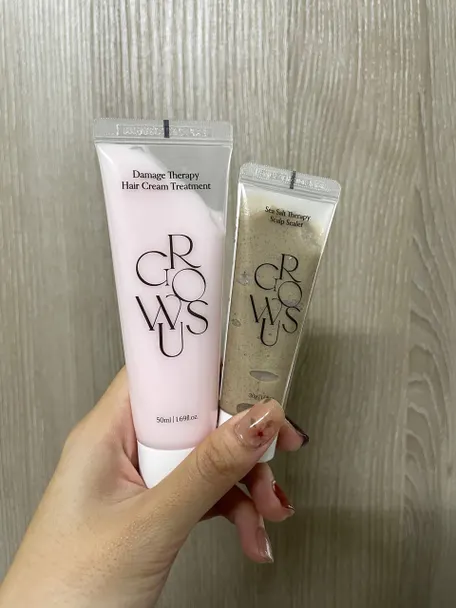 Damage Therapy
Hair Cream Treatment
GROWUS
50ml | 1.69fl.oz
Sea Salt Therapy
Scalp Scaler
GROWUS